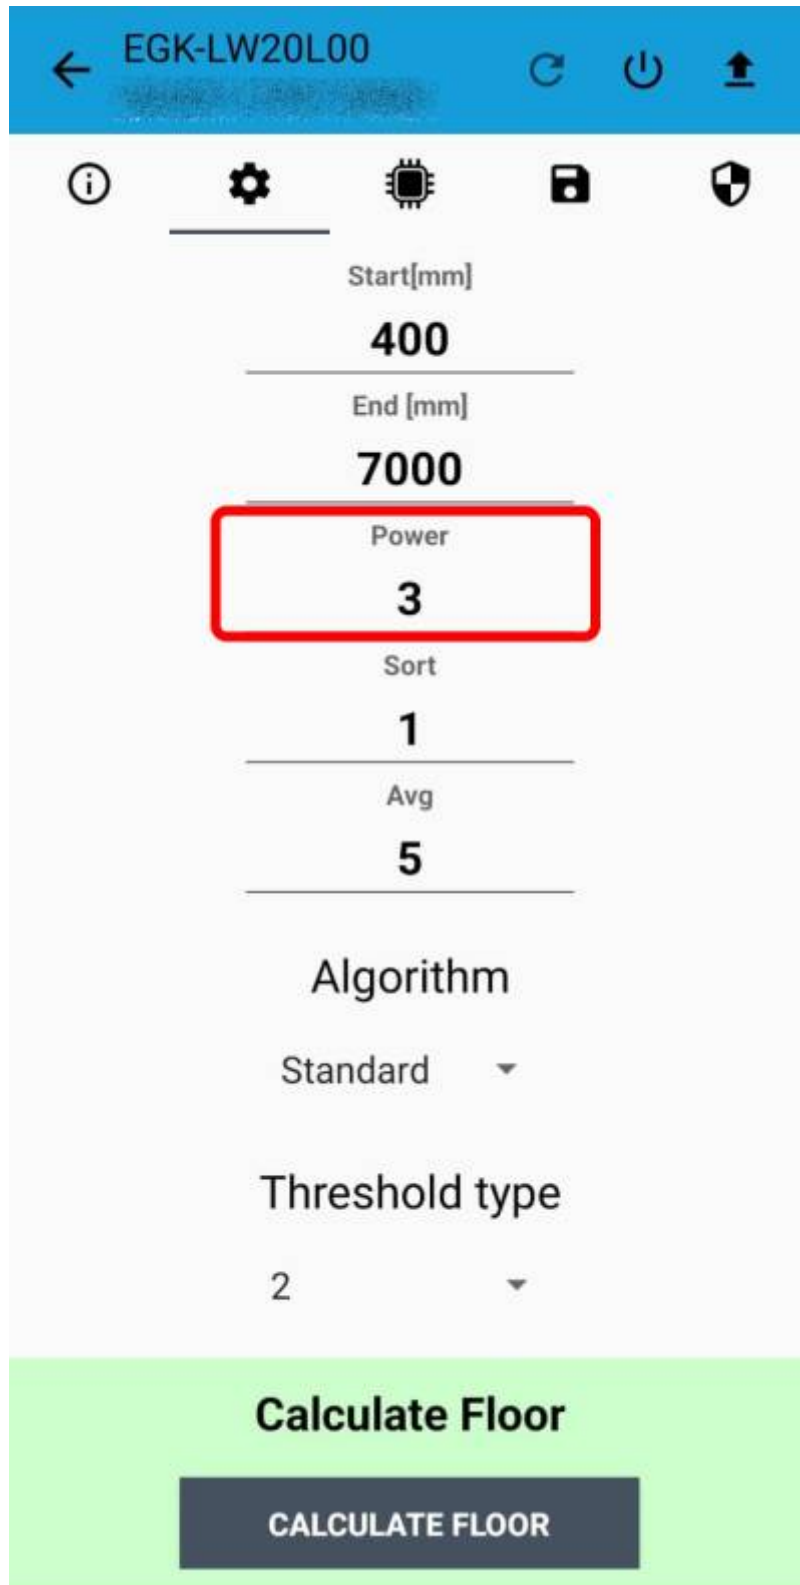 EGK-LW20L00
Start[mm]
400
End [mm]
7000
Power
3
Sort
1
Avg
5
Algorithm
Standard
Threshold type
2
Calculate Floor
CALCULATE FLOOR